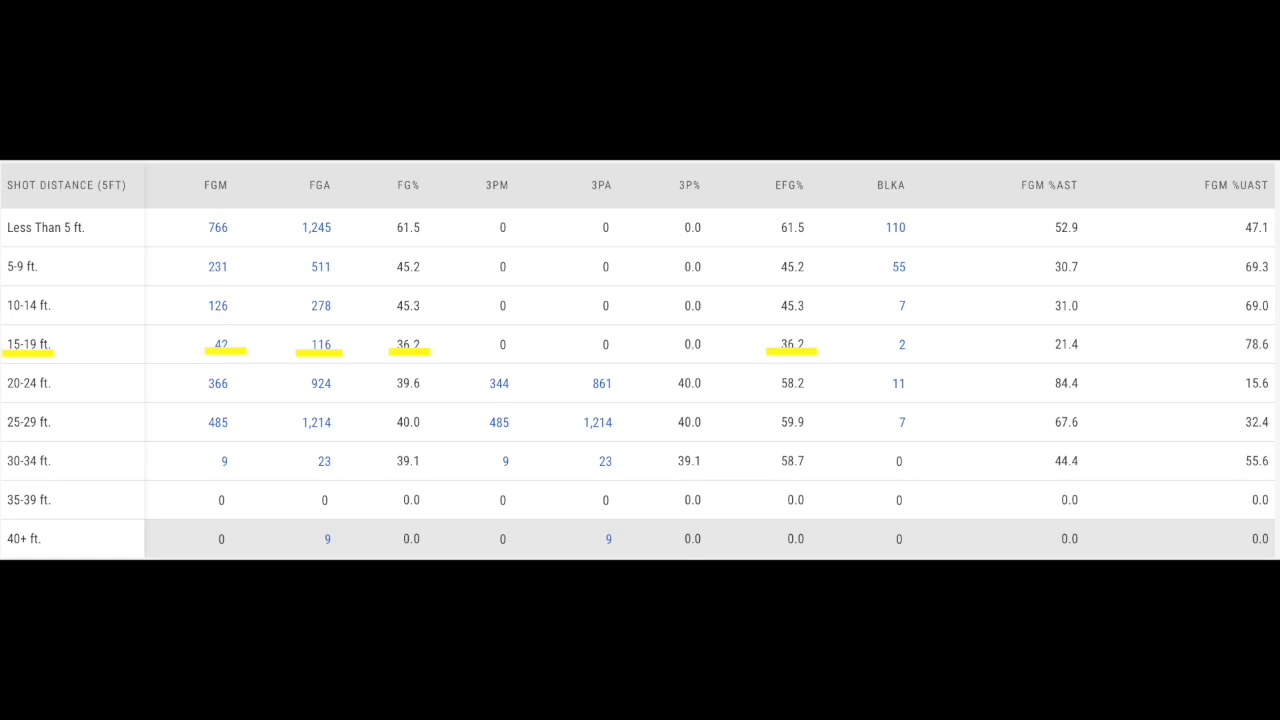 SHOT DISTANCE (5FT) FGM FGA FG% 3PM 3PA 3P% EFG% BLKA FGM %AST FGM %UAST
Less Than 5 ft. 766 1,245 61.5 0 0 0.0 61.5 110 52.9 47.1
5-9 ft. 231 511 45.2 0 0 0.0 45.2 55 30.7 69.3
10-14 ft. 126 278 45.3 0 0 0.0 45.3 7 31.0 69.0
15-19 ft. 42 116 36.2 0 0 0.0 36.2 2 21.4 78.6
20-24 ft. 366 924 39.6 344 861 40.0 58.2 11 84.4 15.6
25-29 ft. 485 1,214 40.0 485 1,214 40.0 59.9 7 67.6 32.4
30-34 ft. 9 23 39.1 9 23 39.1 58.7 0 44.4 55.6
35-39 ft. 0 0 0.0 0 0 0.0 0.0 0 0.0 0.0
40+ ft. 0 9 0.0 0 9 0.0 0.0 0 0.0 0.0